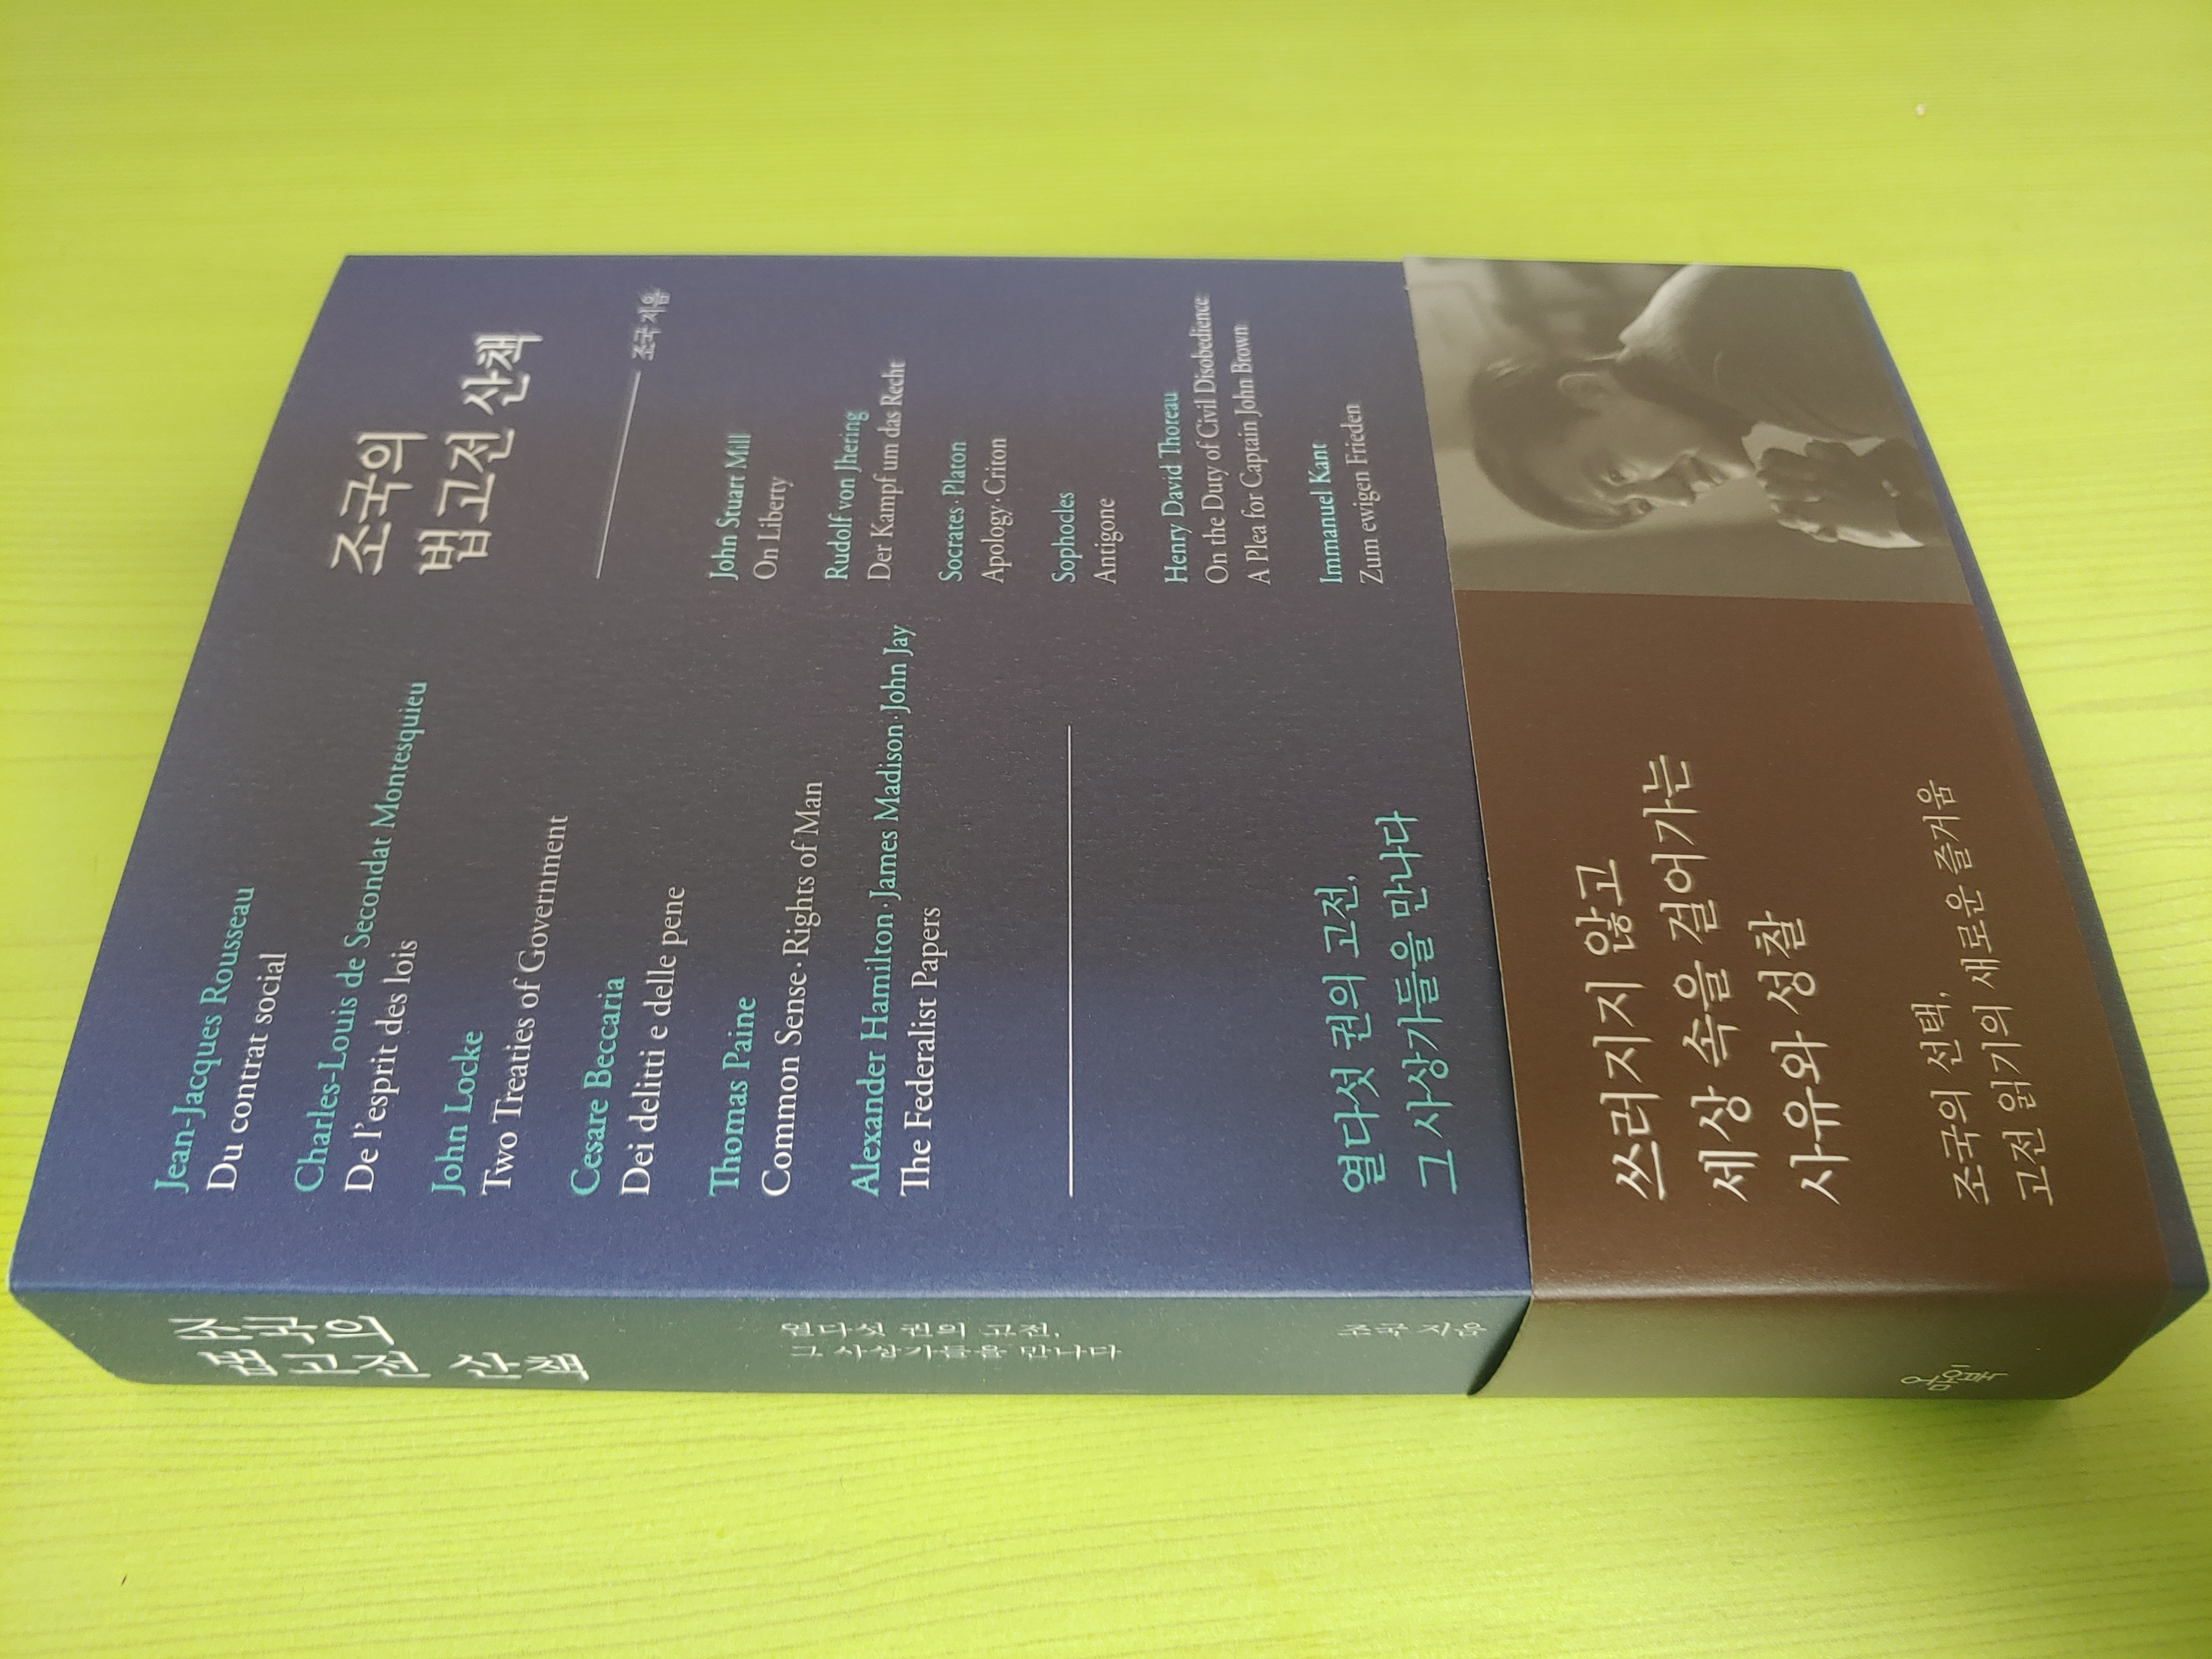 조국의
법고전 산책
조국 지음
Jean-Jacques Rousseau
Du contrat social
Charles-Louis de Secondat Montesquieu
De l'esprit des lois
John Locke
Two Treaties of Government
Cesare Beccaria
Dei delitti e delle pene
Thomas Paine
Common Sense·Rights of Man
Alexander Hamilton·James Madison·John Jay
The Federalist Papers
John Stuart Mill
On Liberty
Rudolf von Jhering
Der Kampf um das Recht
Socrates·Platon
Apology·Criton
Sophocles
Antigone
Henry David Thoreau
On the Duty of Civil Disobedience
A Plea for Captain John Brown
Immanuel Kant
Zum ewigen Frieden
열다섯 권의 고전,
그 사상가들을 만나다
쓰러지지 않고
세상 속을 걸어가는
사유와 성찰
조국의 선택,
고전 읽기의 새로운 즐거움
조국의
법고전 산책
열다섯 권의 고전,
그 사상가들을 만나다
조국 지음
오마이북